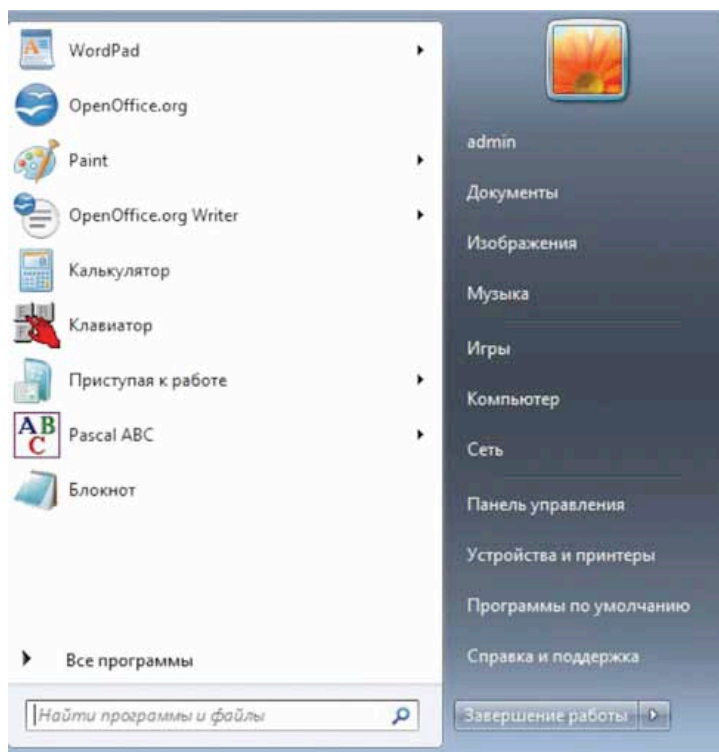 WordPad
OpenOffice.org
Paint
OpenOffice.org Writer
Калькулятор
Клавиатор
Приступая к работе
ABC Pascal ABC
Блокнот
Все программы
Найти программы и файлы
admin
Документы
Изображения
Музыка
Игры
Компьютер
Сеть
Панель управления
Устройства и принтеры
Программы по умолчанию
Справка и поддержка
Завершение работы